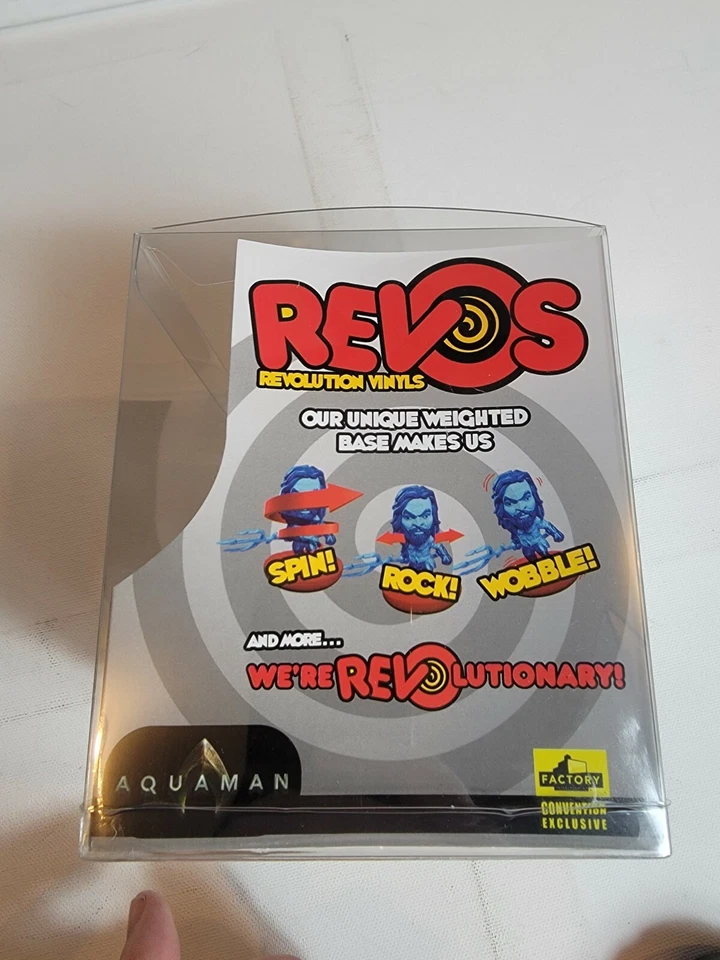 REVOS
REVOLUTION VINYLS
OUR UNIQUE WEIGHTED
BASE MAKES US
SPIN!
ROCK!
WOBBLE!
AND MORE...
WE'RE REVOLUTIONARY!
AQUAMAN
FACTORY
CONVENTION
EXCLUSIVE